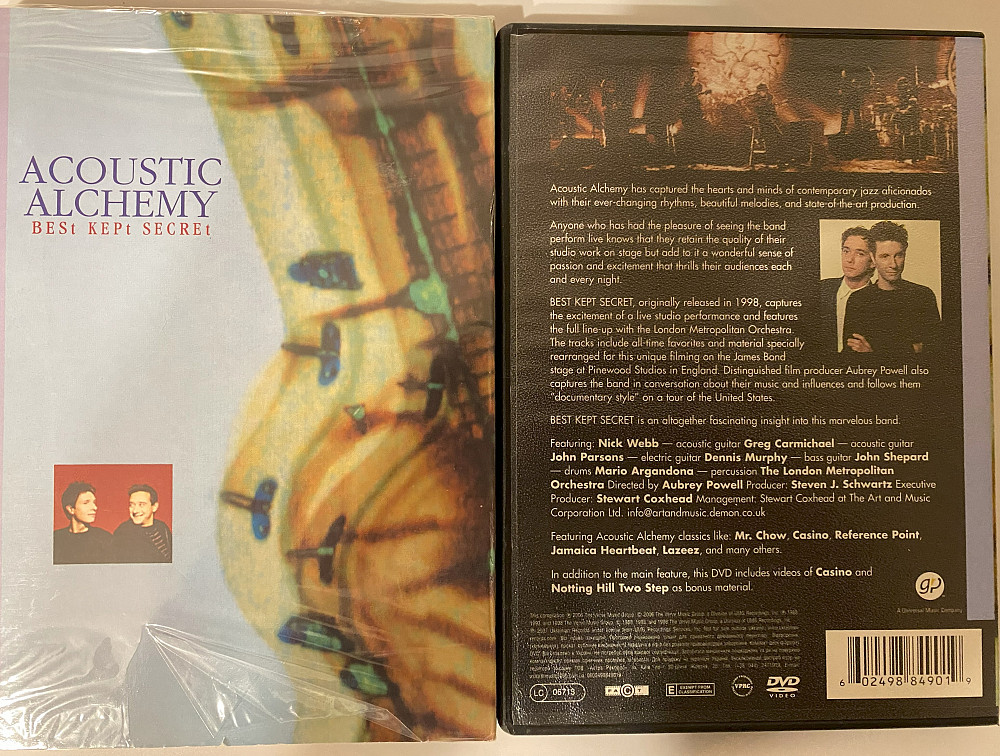 ACOUSTIC
ALCHEMY
BESt KEPt SECREt
Acoustic Alchemy has captured the hearts and minds of contemporary jazz aficionados
with their ever-changing rhythms, beautiful melodies, and state-of-the-art production.
Anyone who has had the pleasure of seeing the band
perform live knows that they retain the quality of their
studio work on stage but add to it a wonderful sense of
passion and excitement that thrills their audiences each
and every night.
BEST KEPT SECRET, originally released in 1998, captures
the excitement of a live studio performance and features
the full line-up with the London Metropolitan Orchestra.
The tracks include all-time favorites and material specially
rearranged for this unique filming on the James Bond
stage at Pinewood Studios in England. Distinguished film producer Aubrey Powell also
captures the band in conversation about their music and influences and follows them
"documentary style" on a tour of the United States.
BEST KEPT SECRET is an altogether fascinating insight into this marvelous band.
Featuring: Nick Webb — acoustic guitar Greg Carmichael — acoustic guitar
John Parsons — electric guitar Dennis Murphy — bass guitar John Shepard
— drums Mario Argandona — percussion The London Metropolitan
Orchestra Directed by Aubrey Powell Producer: Steven J. Schwartz Executive
Producer: Stewart Coxhead Management: Stewart Coxhead at The Art and Music
Corporation Ltd. info@artandmusic.demon.co.uk
Featuring Acoustic Alchemy classics like: Mr. Chow, Casino, Reference Point,
Jamaica Heartbeat, Lazeez, and many others.
In addition to the main feature, this DVD includes videos of Casino and
Notting Hill Two Step as bonus material.
gp
A Universal Music Company
LC 06713
E EXEMPT FROM
CLASSIFICATION
VPRC
DVD
VIDEO
6 02498 84901 9